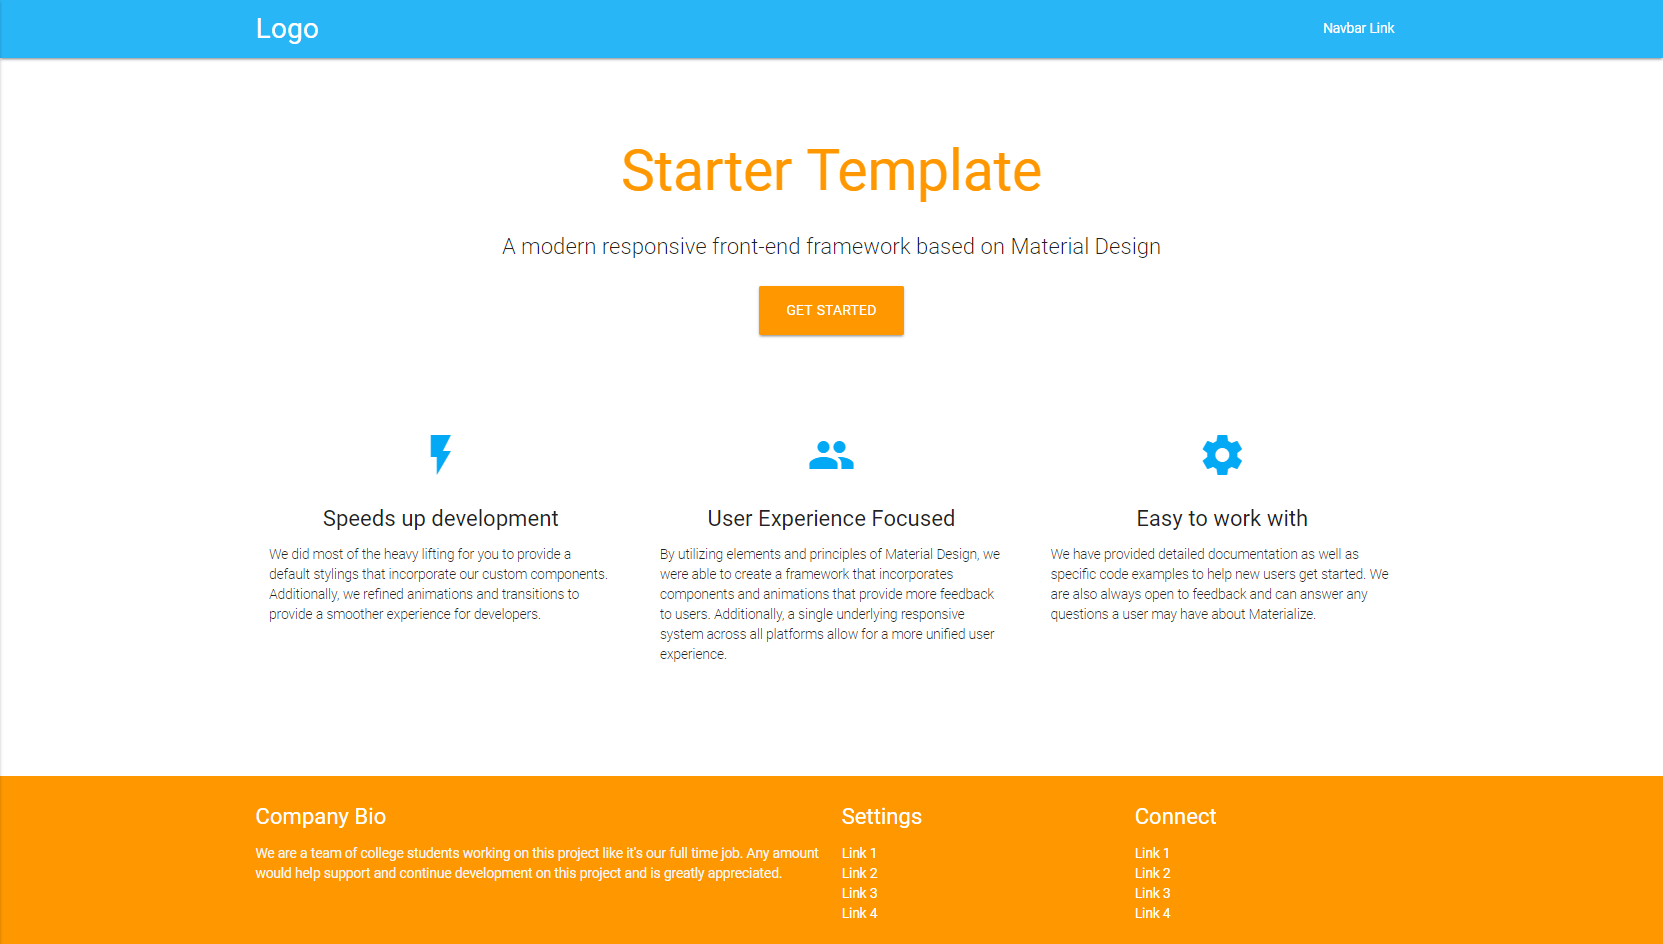 Logo
Navbar Link
Starter Template
A modern responsive front-end framework based on Material Design
GET STARTED
Speeds up development
We did most of the heavy lifting for you to provide a
default stylings that incorporate our custom components.
Additionally, we refined animations and transitions to
provide a smoother experience for developers.
User Experience Focused
By utilizing elements and principles of Material Design, we
were able to create a framework that incorporates
components and animations that provide more feedback
to users. Additionally, a single underlying responsive
system across all platforms allow for a more unified user
experience.
Easy to work with
We have provided detailed documentation as well as
specific code examples to help new users get started. We
are also always open to feedback and can answer any
questions a user may have about Materialize.
Company Bio
We are a team of college students working on this project like it's our full time job. Any amount
would help support and continue development on this project and is greatly appreciated.
Settings
Link 1
Link 2
Link 3
Link 4
Connect
Link 1
Link 2
Link 3
Link 4